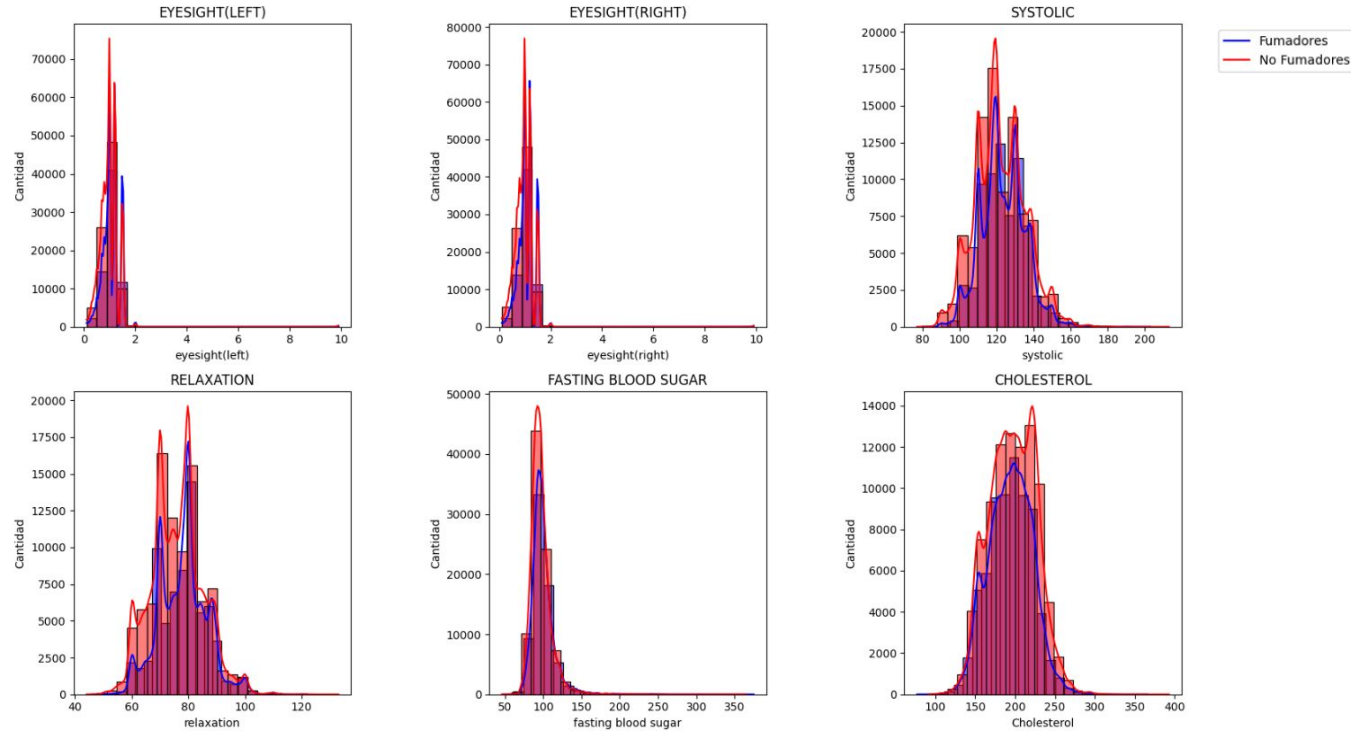 EYESIGHT(LEFT)
Cantidad
70000
60000
50000
40000
30000
20000
10000
0
0 2 4 6 8 10
eyesight(left)
EYESIGHT(RIGHT)
Cantidad
80000
70000
60000
50000
40000
30000
20000
10000
0
0 2 4 6 8 10
eyesight(right)
SYSTOLIC
Cantidad
20000
17500
15000
12500
10000
7500
5000
2500
0
80 100 120 140 160 180 200
systolic
Fumadores
No Fumadores
RELAXATION
Cantidad
20000
17500
15000
12500
10000
7500
5000
2500
0
40 60 80 100 120
relaxation
FASTING BLOOD SUGAR
Cantidad
50000
40000
30000
20000
10000
0
50 100 150 200 250 300 350
fasting blood sugar
CHOLESTEROL
Cantidad
14000
12000
10000
8000
6000
4000
2000
0
100 150 200 250 300 350 400
Cholesterol